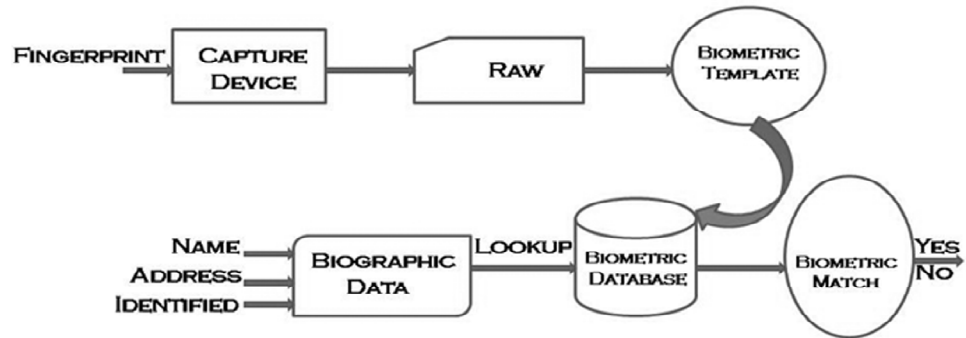 FINGERPRINT
CAPTURE
DEVICE
RAW
BIOMETRIC
TEMPLATE
NAME
ADDRESS
IDENTIFIED
BIOGRAPHIC
DATA
LOOKUP
BIOMETRIC
DATABASE
BIOMETRIC
MATCH
YES
NO